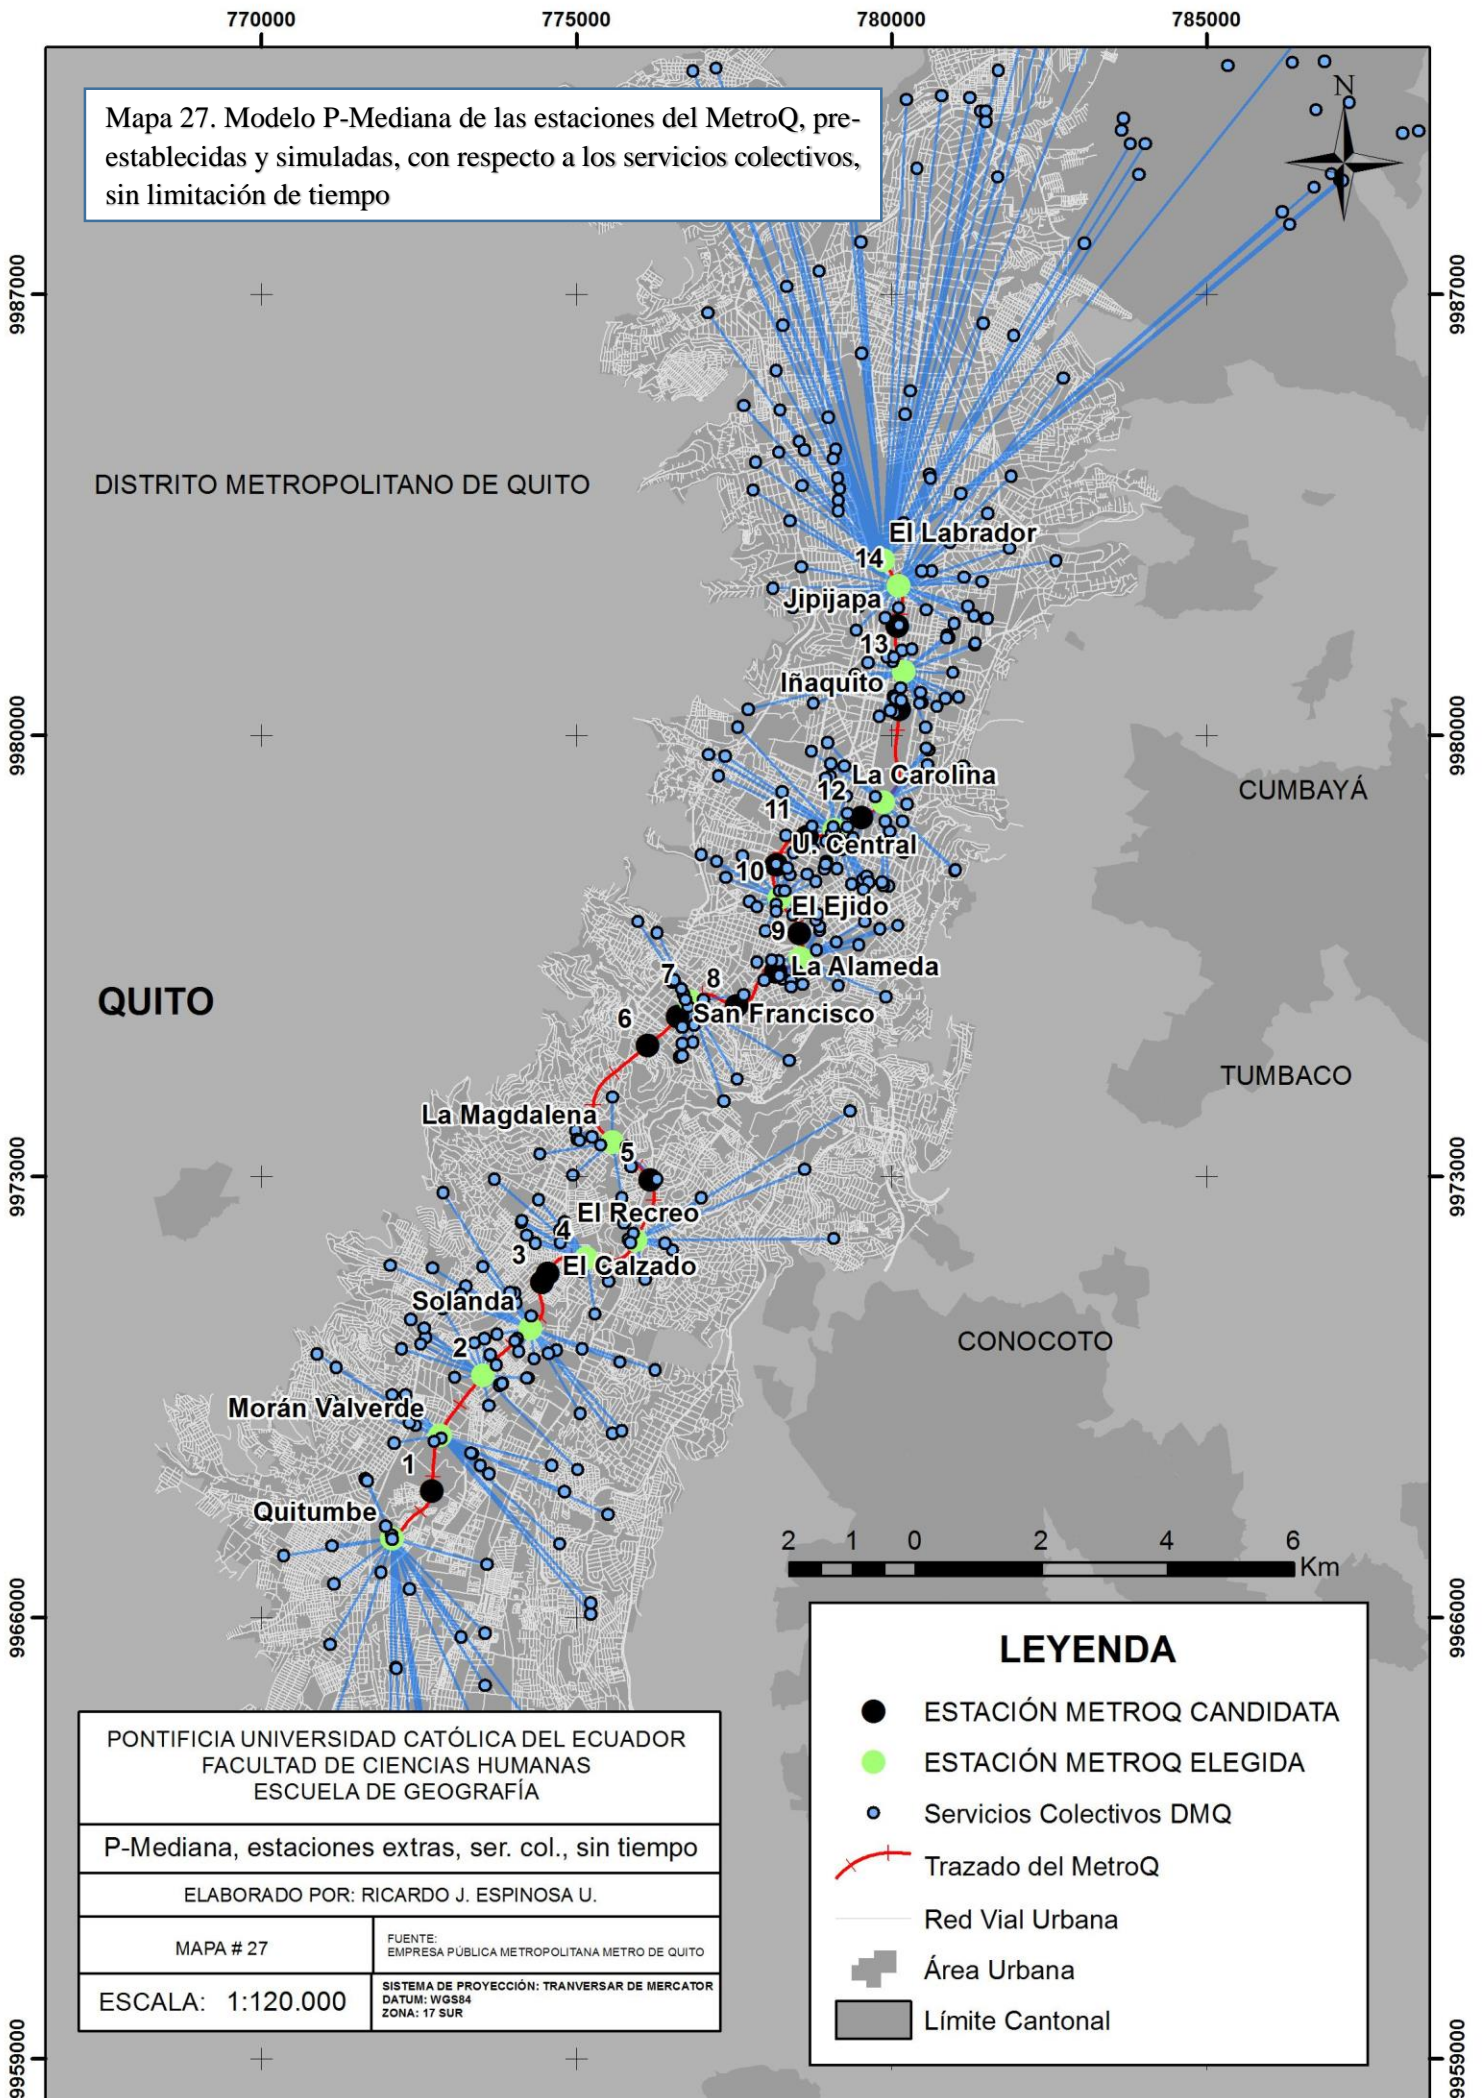 770000
775000
780000
785000
Mapa 27. Modelo P-Mediana de las estaciones del MetroQ, pre-
establecidas y simuladas, con respecto a los servicios colectivos,
sin limitación de tiempo
N
9987000
9987000
DISTRITO METROPOLITANO DE QUITO
El Labrador
14
Jipijapa
13
Iñaquito
9980000
9980000
La Carolina
12
CUMBAYÁ
11
U. Central
10
El Ejido
9
La Alameda
7
8
QUITO
San Francisco
6
TUMBACO
La Magdalena
5
9973000
9973000
El Recreo
4
3
El Calzado
Solanda
CONOCOTO
2
Morán Valverde
1
Quitumbe
2 1 0 2 4 6
Km
9966000
9966000
LEYENDA
ESTACIÓN METROQ CANDIDATA
ESTACIÓN METROQ ELEGIDA
Servicios Colectivos DMQ
Trazado del MetroQ
Red Vial Urbana
Área Urbana
Límite Cantonal
PONTIFICIA UNIVERSIDAD CATÓLICA DEL ECUADOR
FACULTAD DE CIENCIAS HUMANAS
ESCUELA DE GEOGRAFÍA
P-Mediana, estaciones extras, ser. col., sin tiempo
ELABORADO POR: RICARDO J. ESPINOSA U.
MAPA # 27
FUENTE:
EMPRESA PÚBLICA METROPOLITANA METRO DE QUITO
ESCALA: 1:120.000
SISTEMA DE PROYECCIÓN: TRANVERSAR DE MERCATOR
DATUM: WGS84
ZONA: 17 SUR
9959000
9959000